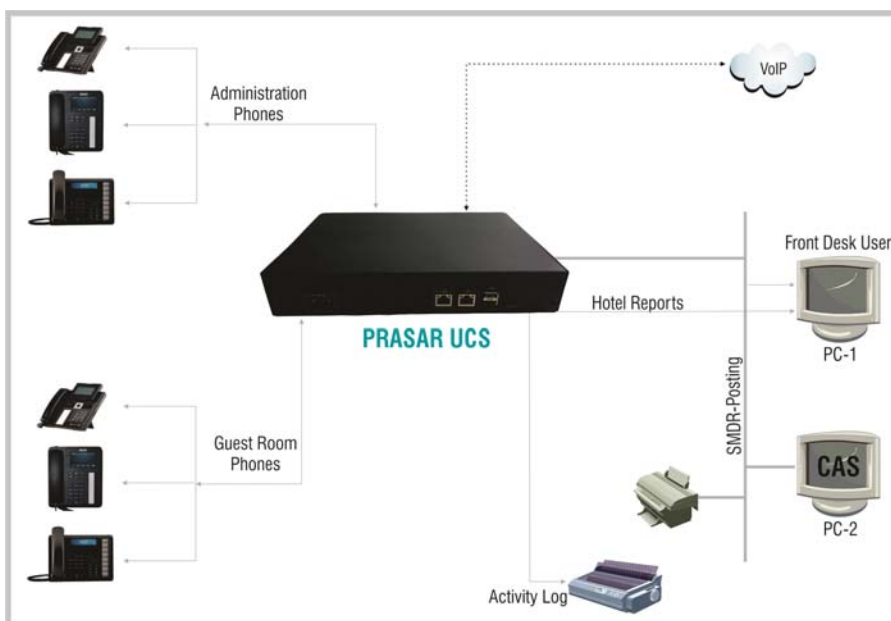 VoIP
Administration
Phones
Front Desk User
Hotel Reports
PRASAR UCS
PC-1
SMDR-Posting
Guest Room
Phones
CAS
PC-2
Activity Log